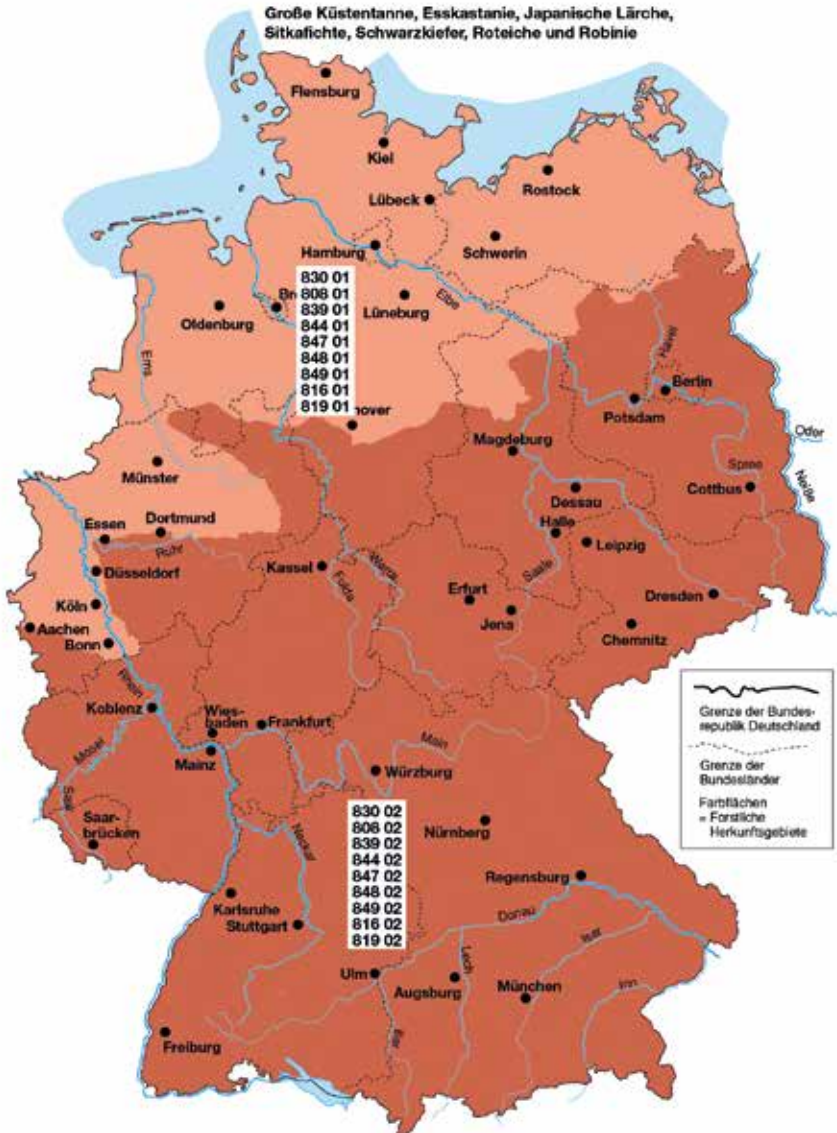 Große Küstentanne, Esskastanie, Japanische Lärche,
Sitkafichte, Schwarzkiefer, Roteiche und Robinie
Flensburg
Kiel
Rostock
Lübeck
Hamburg
Schwerin
830 01
808 01
839 01
844 01
847 01
848 01
849 01
816 01
819 01
Elbe
Oldenburg
Lüneburg
Ems
Havel
Berlin
Potsdam
Magdeburg
Oder
Münster
Spree
Neiße
Cottbus
Dessau
Essen
Dortmund
Halle
Ruhr
Leipzig
Düsseldorf
Kassel
Werra
Fulda
Saale
Erfurt
Dresden
Köln
Jena
Aachen
Chemnitz
Bonn
Rhein
Koblenz
Wies-
baden
Frankfurt
Mosel
Main
Mainz
Würzburg
Saar
Saar-
brücken
Neckar
830 02
808 02
839 02
844 02
847 02
848 02
849 02
816 02
819 02
Nürnberg
Regensburg
Karlsruhe
Stuttgart
Donau
Isar
Lech
Ulm
Augsburg
München
Inn
Iller
Freiburg
Grenze der Bundes-
republik Deutschland
Grenze der
Bundesländer
Farbflächen
= Forstliche
Herkunftsgebiete